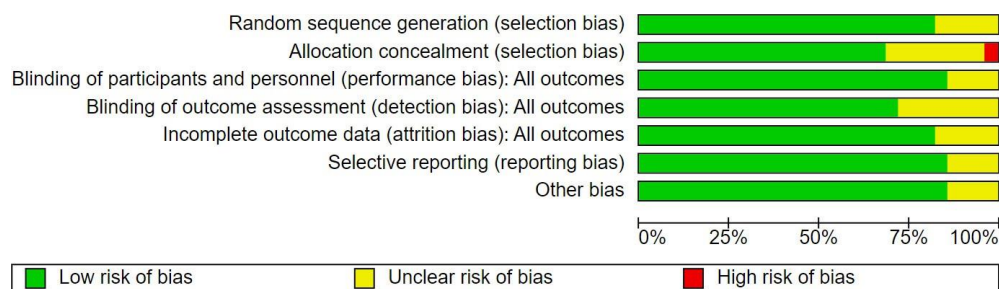 Random sequence generation (selection bias)
Allocation concealment (selection bias)
Blinding of participants and personnel (performance bias): All outcomes
Blinding of outcome assessment (detection bias): All outcomes
Incomplete outcome data (attrition bias): All outcomes
Selective reporting (reporting bias)
Other bias
0% 25% 50% 75% 100%
Low risk of bias Unclear risk of bias High risk of bias